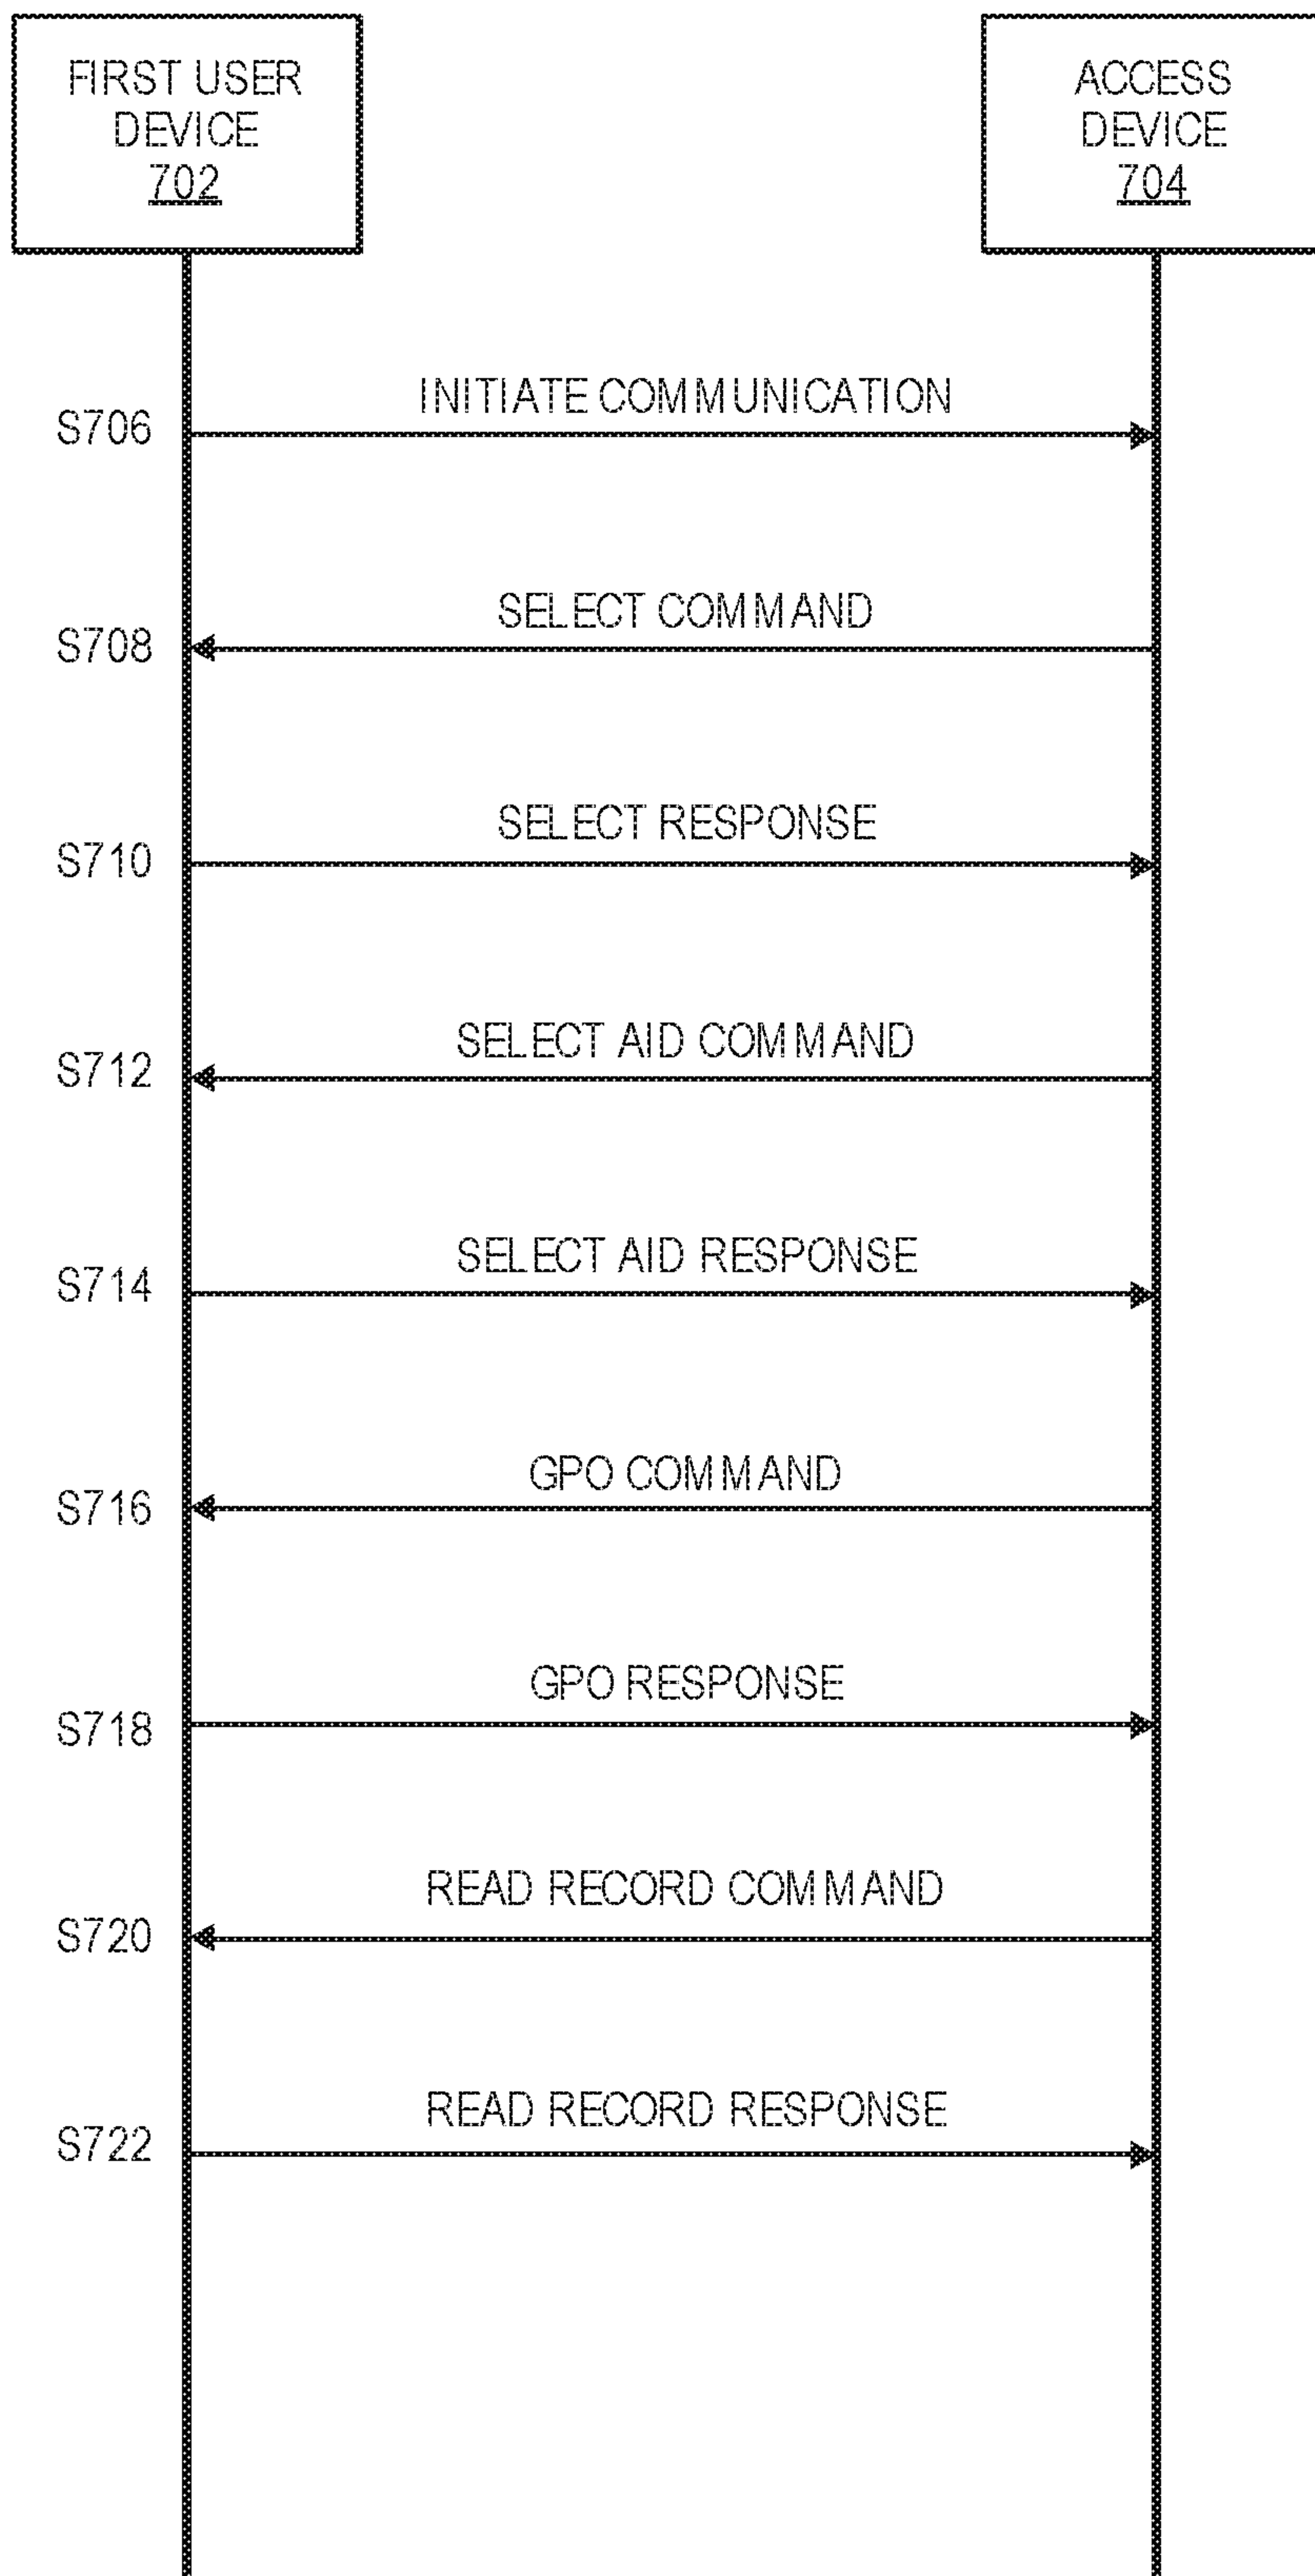 FIRST USER
DEVICE
702
ACCESS
DEVICE
704
INITIATE COMMUNICATION
S706
SELECT COMMAND
S708
SELECT RESPONSE
S710
SELECT AID COMMAND
S712
SELECT AID RESPONSE
S714
GPO COMMAND
S716
GPO RESPONSE
S718
READ RECORD COMMAND
S720
READ RECORD RESPONSE
S722